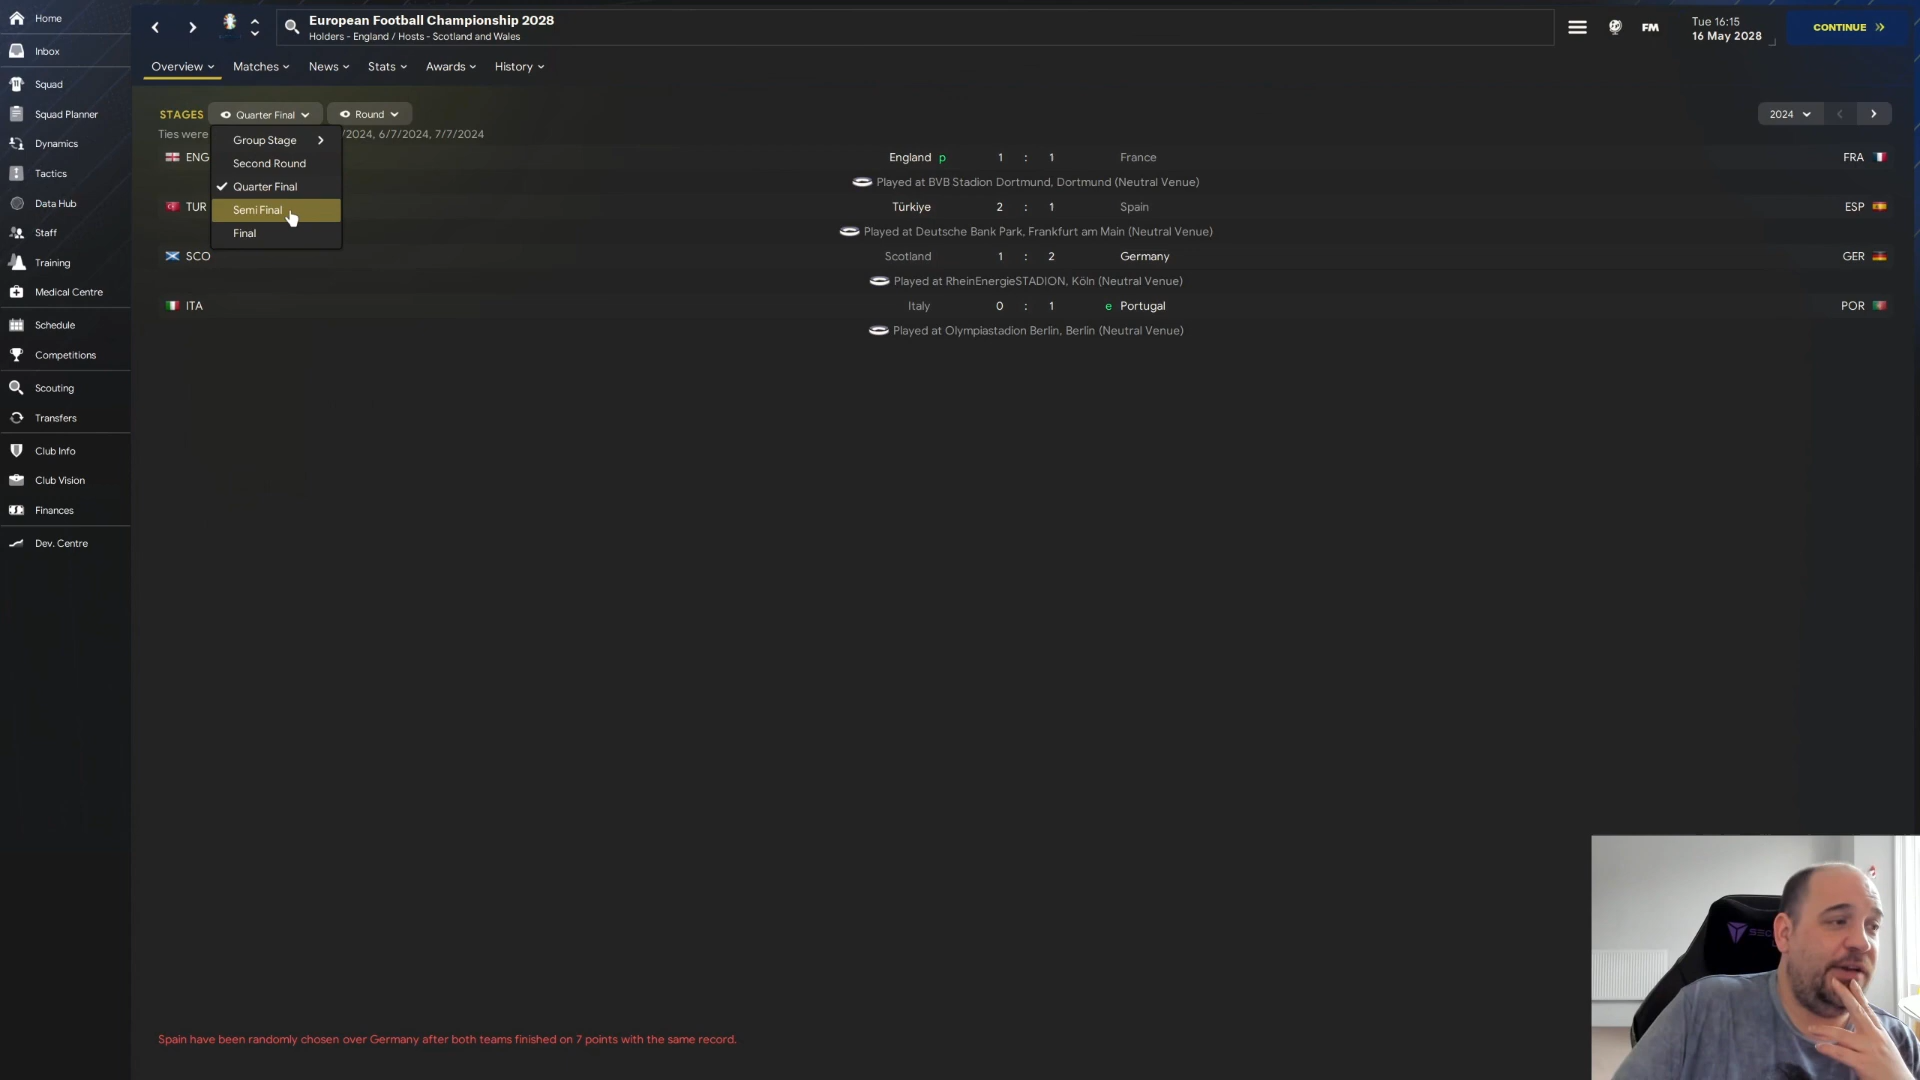 Home
Inbox
Squad
Squad Planner
Dynamics
Tactics
Data Hub
Staff
Training
Medical Centre
Schedule
Competitions
Scouting
Transfers
Club Info
Club Vision
Finances
Dev. Centre
European Football Championship 2028
Holders - England / Hosts - Scotland and Wales
FM
Tue 16:15
16 May 2028
CONTINUE
Overview Matches News Stats Awards History
STAGES Quarter Final Round 2024
Ties were /2024, 6/7/2024, 7/7/2024
Group Stage
Second Round
Quarter Final
Semi Final
Final
ENG England p 1 : 1 France FRA
Played at BVB Stadion Dortmund, Dortmund (Neutral Venue)
TUR Türkiye 2 : 1 Spain ESP
Played at Deutsche Bank Park, Frankfurt am Main (Neutral Venue)
SCO Scotland 1 : 2 Germany GER
Played at RheinEnergieSTADION, Köln (Neutral Venue)
ITA Italy 0 : 1 e Portugal POR
Played at Olympiastadion Berlin, Berlin (Neutral Venue)
Spain have been randomly chosen over Germany after both teams finished on 7 points with the same record.